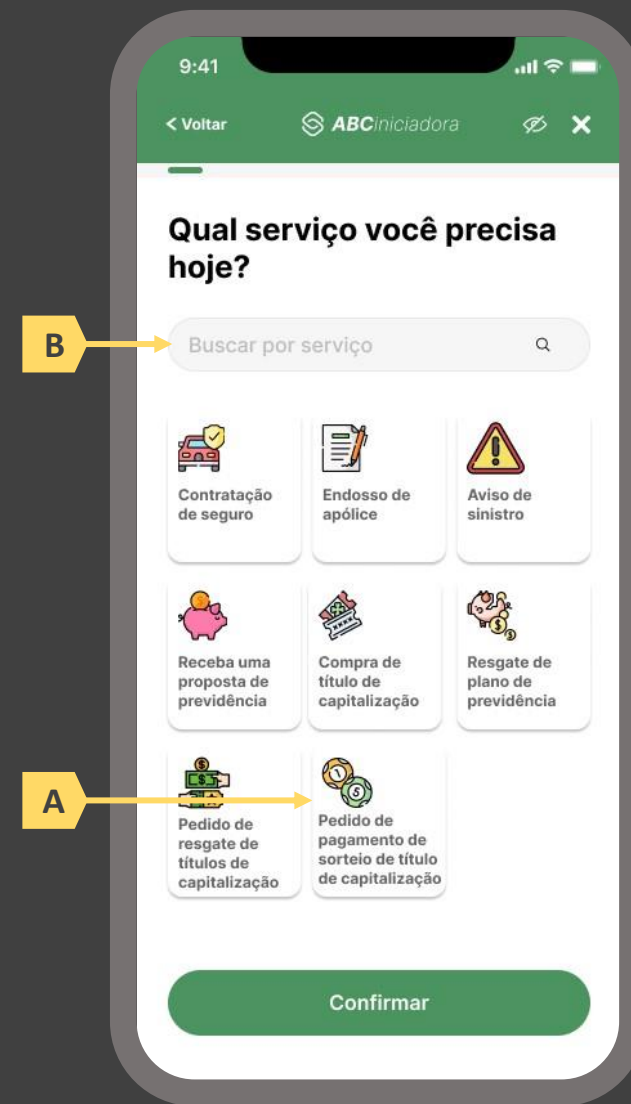 9:41
< Voltar
ABCiniciadora
Qual serviço você precisa
hoje?
B
Buscar por serviço
Contratação
de seguro
Endosso de
apólice
Aviso de
sinistro
Receba uma
proposta de
previdência
Compra de
título de
capitalização
Resgate de
plano de
previdência
A
Pedido de
resgate de
títulos de
capitalização
1
5
Pedido de
pagamento de
sorteio de título
de capitalização
Confirmar